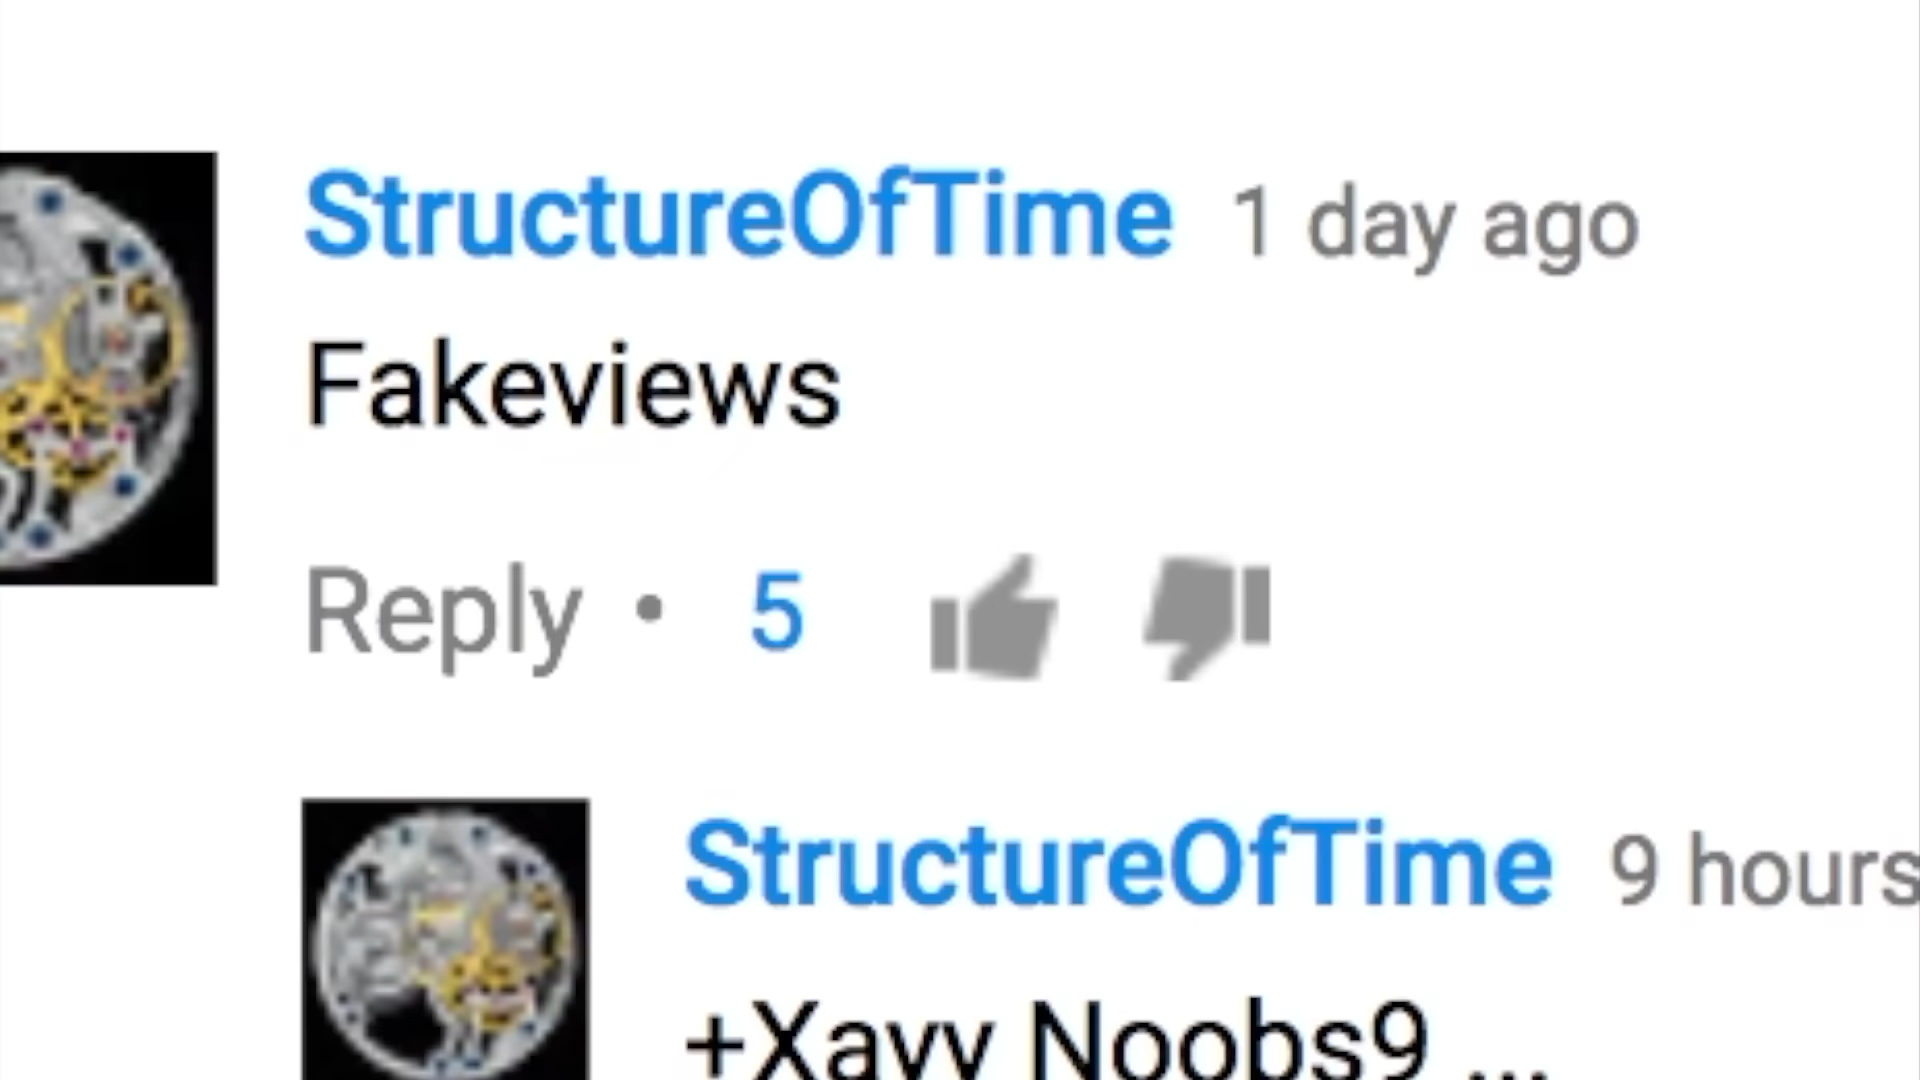 StructureOfTime 1 day ago
Fakeviews
Reply • 5
StructureOfTime 9 hours
+Xavy Noobs9 ...